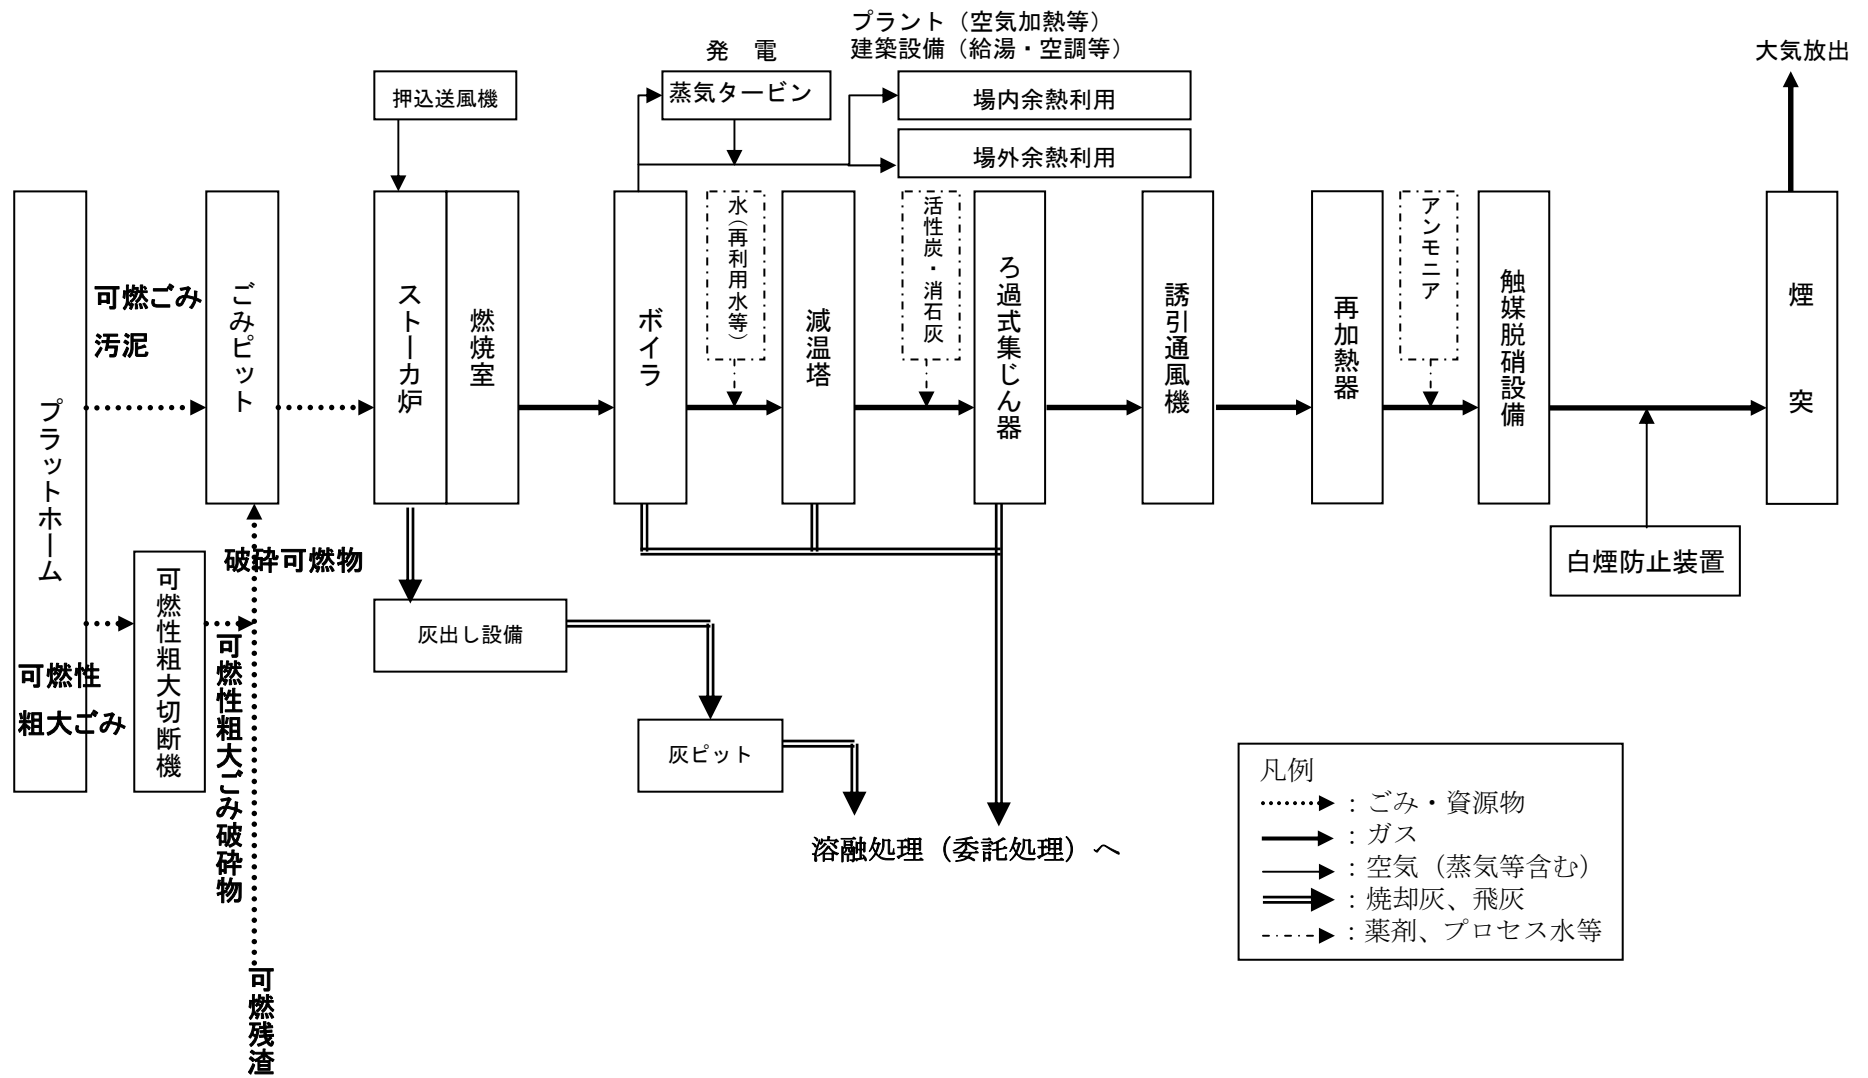 プラント（空気加熱等）
建築設備（給湯・空調等）
発　電
大気放出
押込送風機
蒸気タービン
場内余熱利用
場外余熱利用
プラットホーム
可燃ごみ
汚泥
ごみピット
ストーカ炉
燃焼室
ボイラ
水（再利用水等）
減温塔
活性炭・消石灰
ろ過式集じん器
誘引通風機
再加熱器
アンモニア
触媒脱硝設備
煙　突
白煙防止装置
破砕可燃物
可燃性
粗大ごみ
可燃性粗大切断機
可燃性粗大ごみ破砕物
可燃残渣
灰出し設備
灰ピット
溶融処理（委託処理）へ
凡例
：ごみ・資源物
：ガス
：空気（蒸気等含む）
：焼却灰、飛灰
：薬剤、プロセス水等